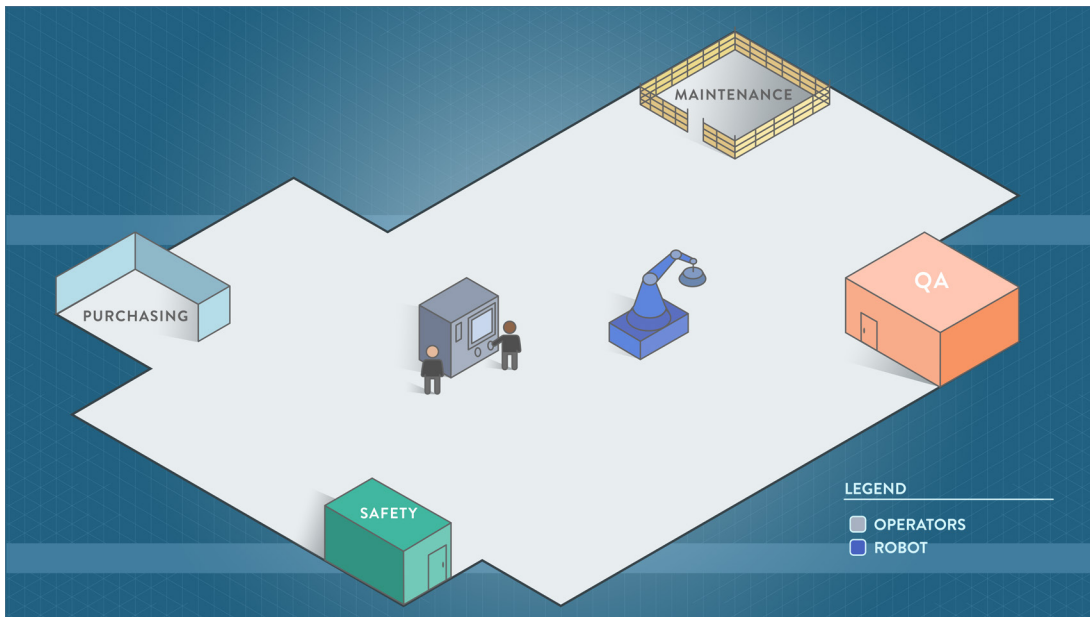 MAINTENANCE
QA
PURCHASING
SAFETY
LEGEND
OPERATORS
ROBOT